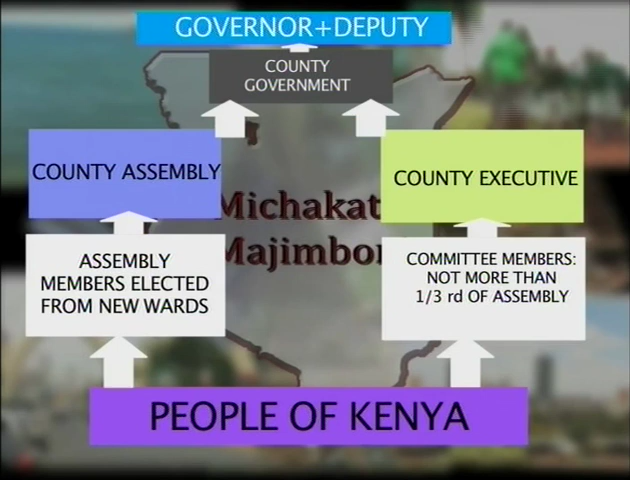 GOVERNOR+DEPUTY
COUNTY
GOVERNMENT
COUNTY ASSEMBLY
COUNTY EXECUTIVE
ASSEMBLY
MEMBERS ELECTED
FROM NEW WARDS
COMMITTEE MEMBERS:
NOT MORE THAN
1/3 rd OF ASSEMBLY
PEOPLE OF KENYA